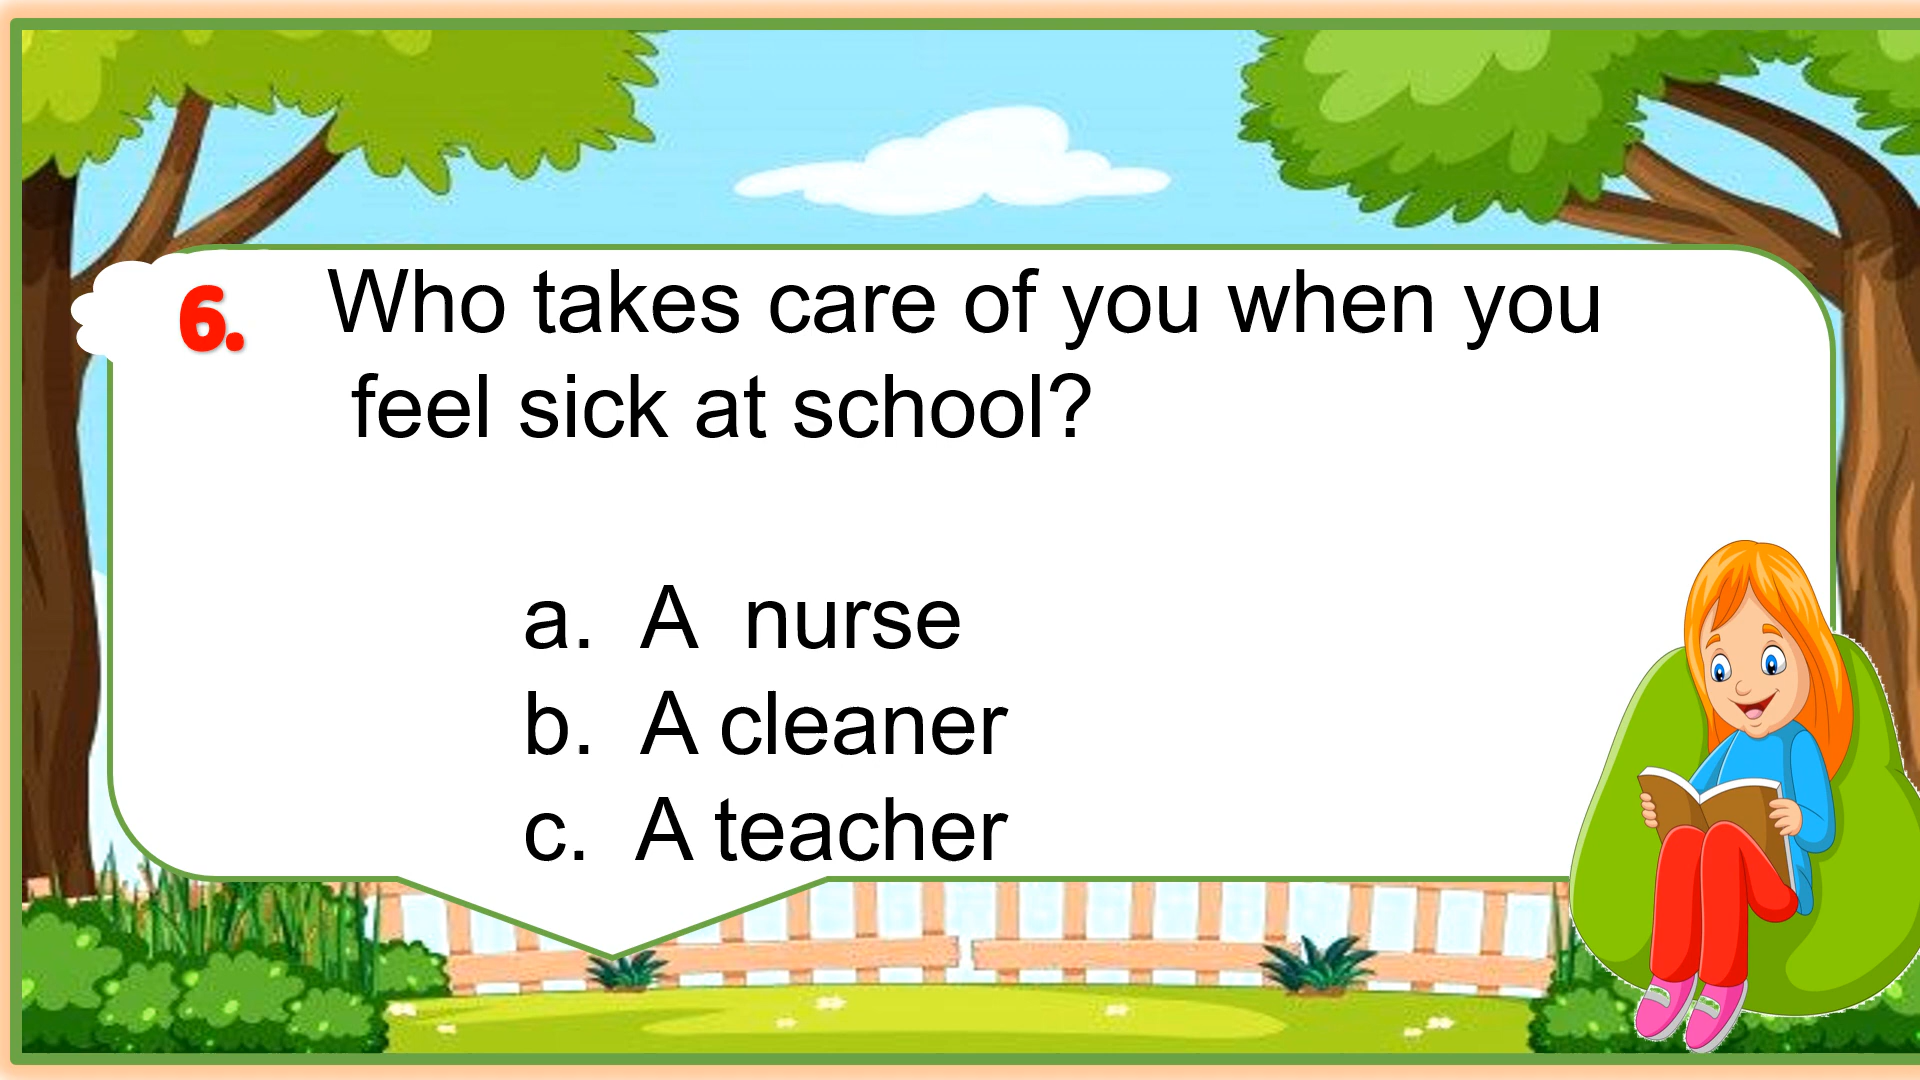 6. Who takes care of you when you
feel sick at school?
a. A nurse
b. A cleaner
c. A teacher